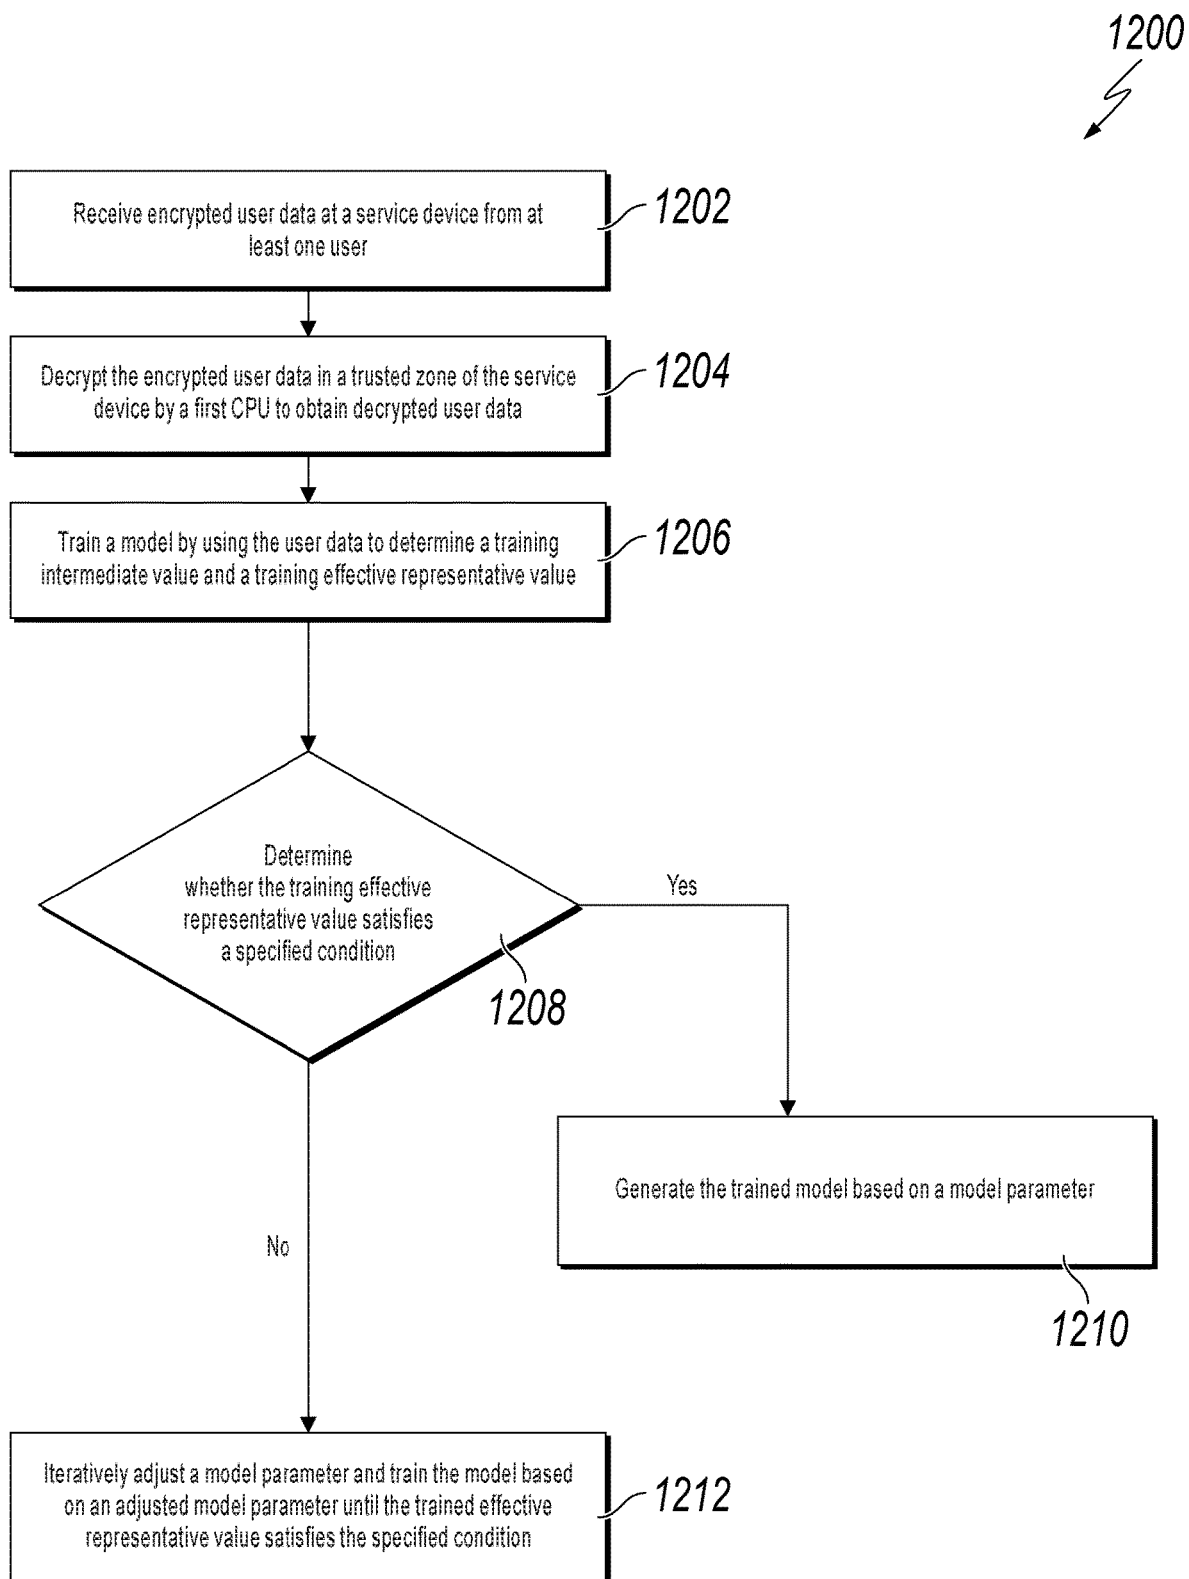 1200
Receive encrypted user data at a service device from at
least one user
1202
Decrypt the encrypted user data in a trusted zone of the service
device by a first CPU to obtain decrypted user data
1204
Train a model by using the user data to determine a training
intermediate value and a training effective representative value
1206
Determine
whether the training effective
representative value satisfies
a specified condition
1208
Yes
Generate the trained model based on a model parameter
1210
No
Iteratively adjust a model parameter and train the model based
on an adjusted model parameter until the trained effective
representative value satisfies the specified condition
1212